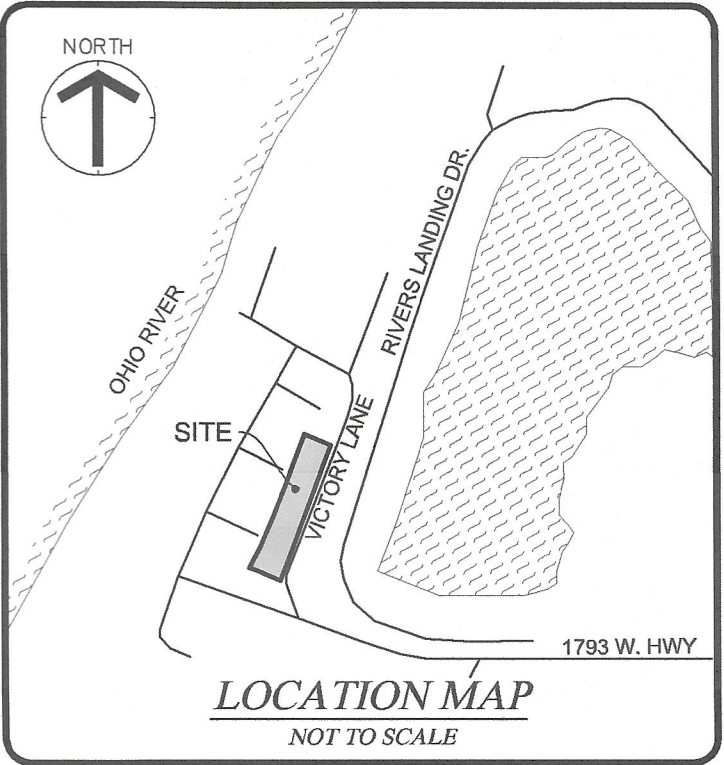 NORTH
RIVERS LANDING DR.
OHIO RIVER
SITE
VICTORY LANE
1793 W. HWY
LOCATION MAP
NOT TO SCALE